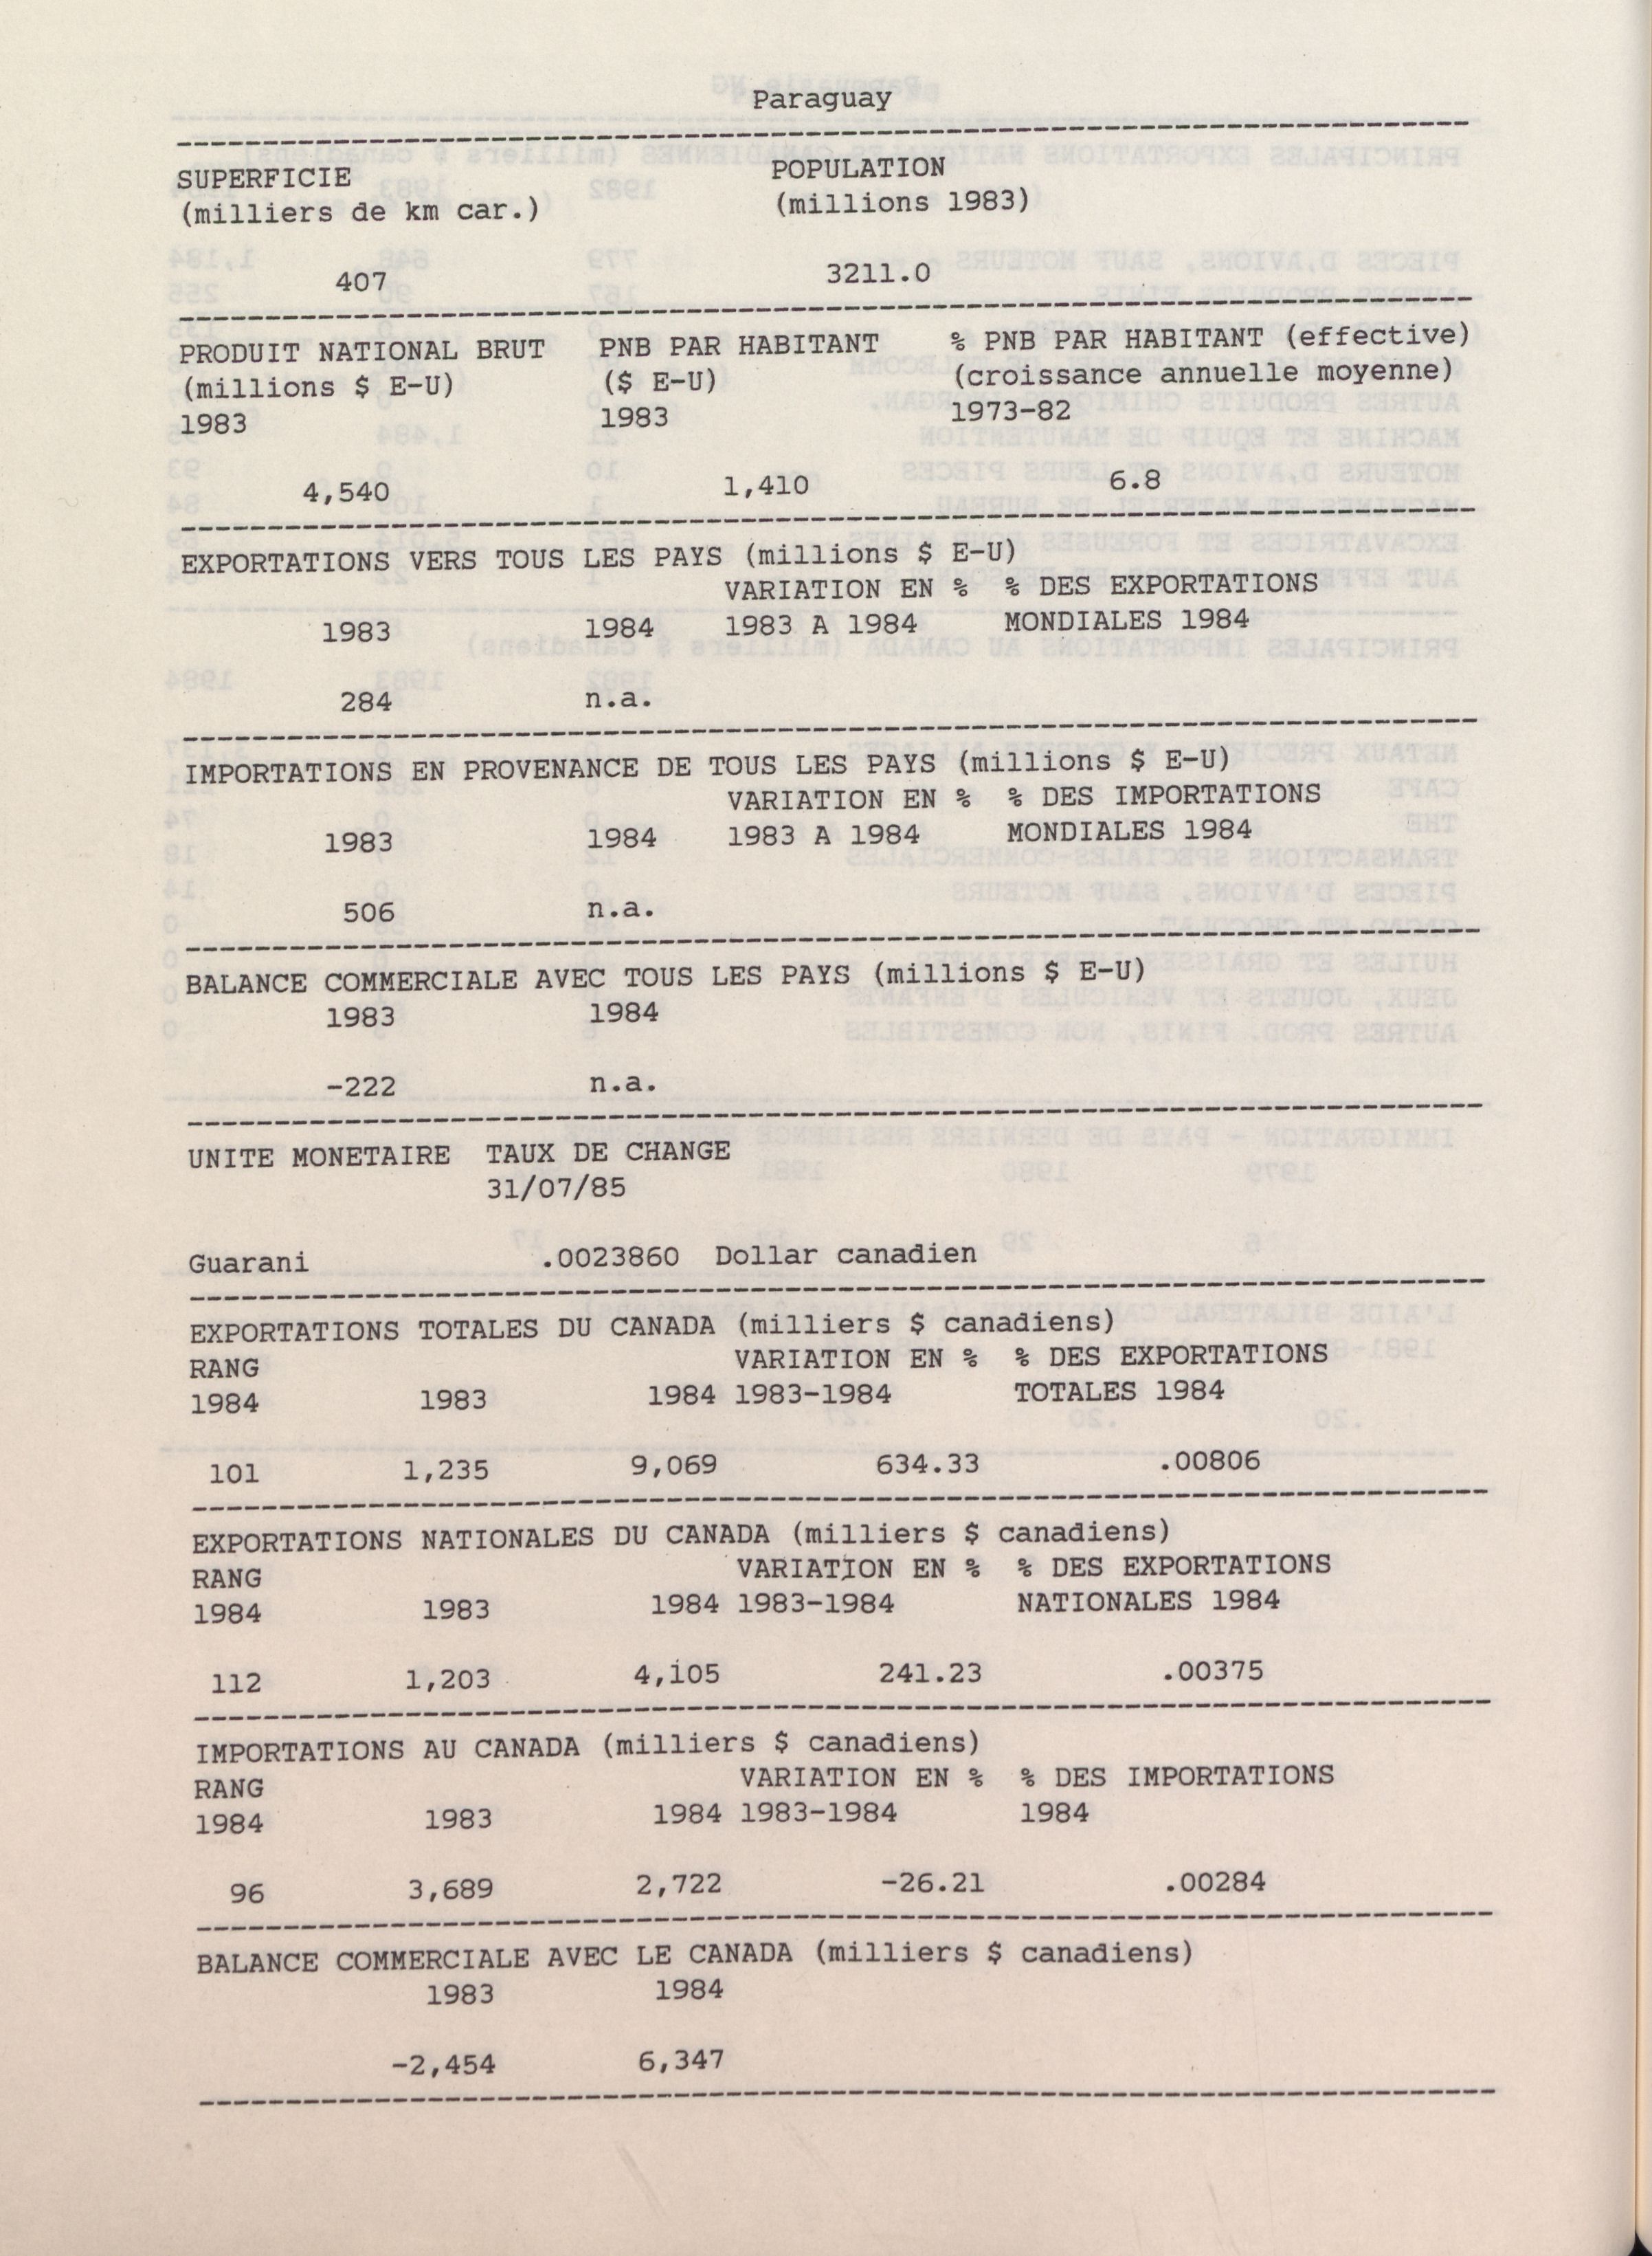 Paraguay
SUPERFICIE POPULATION
(milliers de km car.) (millions 1983)
407 3211.0
PRODUIT NATIONAL BRUT PNB PAR HABITANT % PNB PAR HABITANT (effective)
(millions $ E-U) ($ E-U) (croissance annuelle moyenne)
1983 1983 1973-82
4,540 1,410 6.8
EXPORTATIONS VERS TOUS LES PAYS (millions $ E-U)
VARIATION EN % % DES EXPORTATIONS
1983 1984 1983 A 1984 MONDIALES 1984
284 n.a.
IMPORTATIONS EN PROVENANCE DE TOUS LES PAYS (millions $ E-U)
VARIATION EN % % DES IMPORTATIONS
1983 1984 1983 A 1984 MONDIALES 1984
506 n.a.
BALANCE COMMERCIALE AVEC TOUS LES PAYS (millions $ E-U)
1983 1984
-222 n.a.
UNITE MONETAIRE TAUX DE CHANGE
31/07/85
Guarani .0023860 Dollar canadien
EXPORTATIONS TOTALES DU CANADA (milliers $ canadiens)
RANG VARIATION EN % % DES EXPORTATIONS
1984 1983 1984 1983-1984 TOTALES 1984
101 1,235 9,069 634.33 .00806
EXPORTATIONS NATIONALES DU CANADA (milliers $ canadiens)
RANG VARIATION EN % % DES EXPORTATIONS
1984 1983 1984 1983-1984 NATIONALES 1984
112 1,203 4,105 241.23 .00375
IMPORTATIONS AU CANADA (milliers $ canadiens)
RANG VARIATION EN % % DES IMPORTATIONS
1984 1983 1984 1983-1984 1984
96 3,689 2,722 -26.21 .00284
BALANCE COMMERCIALE AVEC LE CANADA (milliers $ canadiens)
1983 1984
-2,454 6,347